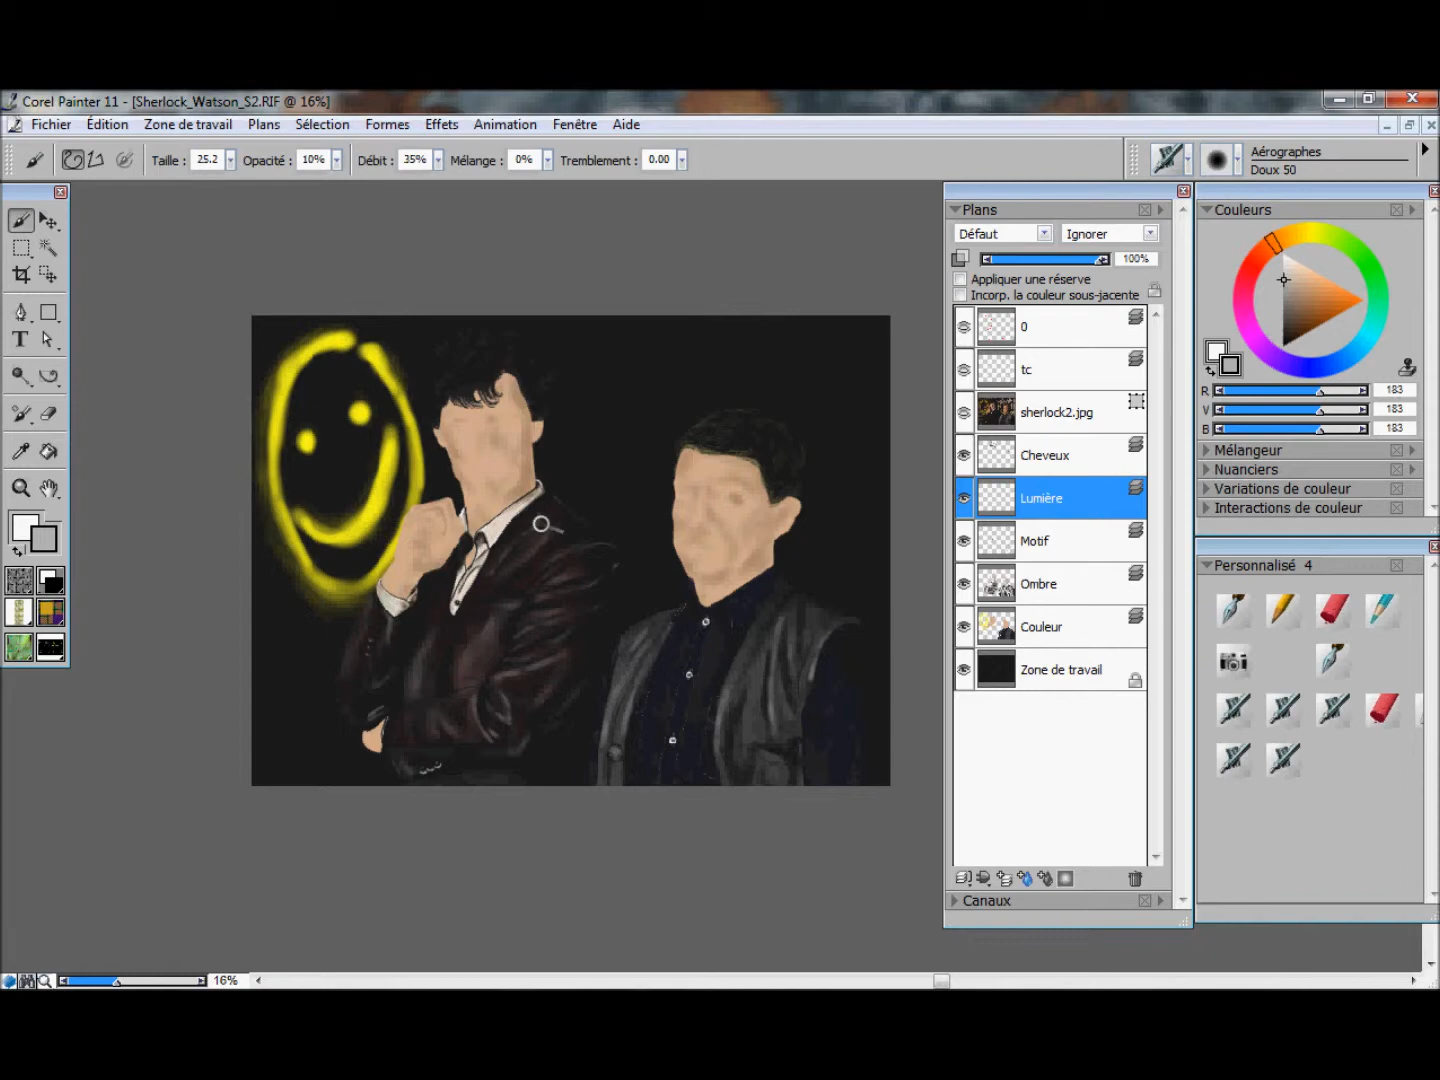 Corel Painter 11 - [Sherlock_Watson_S2.RIF @ 16%]
Fichier Édition Zone de travail Plans Sélection Formes Effets Animation Fenêtre Aide
Taille : 25.2 Opacité : 10% Débit : 35% Mélange : 0% Tremblement : 0.00
Aérographes
Doux 50
Plans
Défaut Ignorer
100%
Appliquer une réserve
Incorp. la couleur sous-jacente
0
tc
sherlock2.jpg
Cheveux
Lumière
Motif
Ombre
Couleur
Zone de travail
Canaux
Couleurs
R 183
V 183
B 183
Mélangeur
Nuanciers
Variations de couleur
Interactions de couleur
Personnalisé 4
T
16%